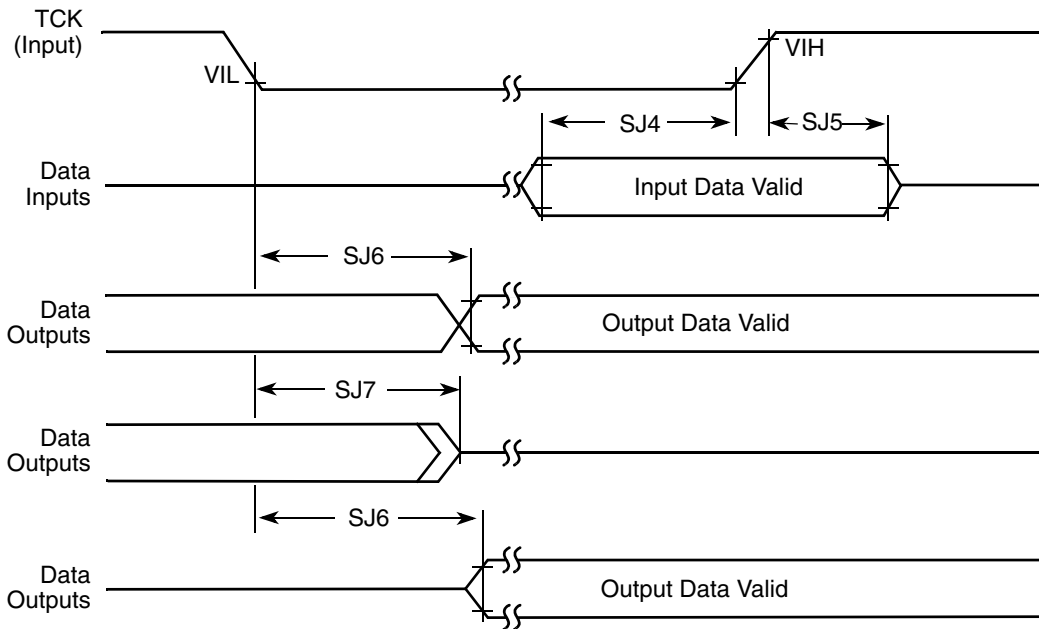 TCK
(Input)
VIL
VIH
SJ4
SJ5
Data
Inputs
Input Data Valid
SJ6
Data
Outputs
Output Data Valid
SJ7
Data
Outputs
SJ6
Data
Outputs
Output Data Valid